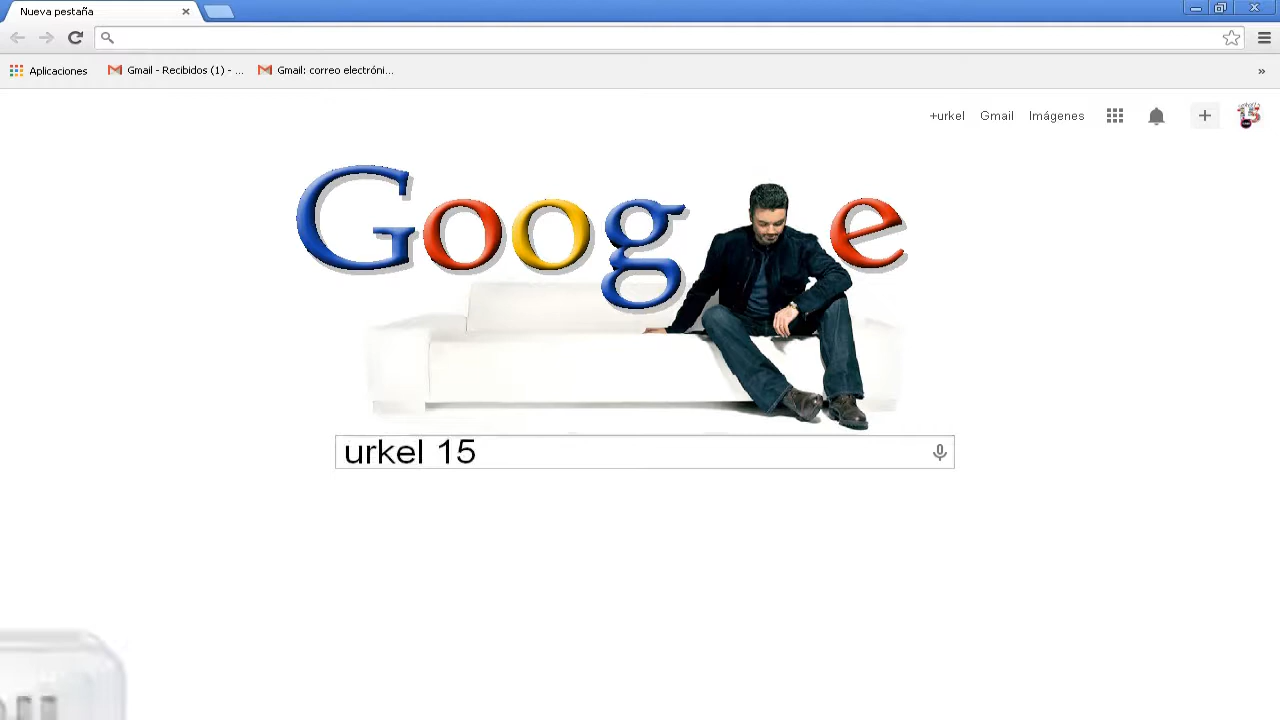 Nueva pestaña
Aplicaciones
Gmail - Recibidos (1) - ...
Gmail: correo electróni...
+urkel Gmail Imágenes
Goog e
urkel 15